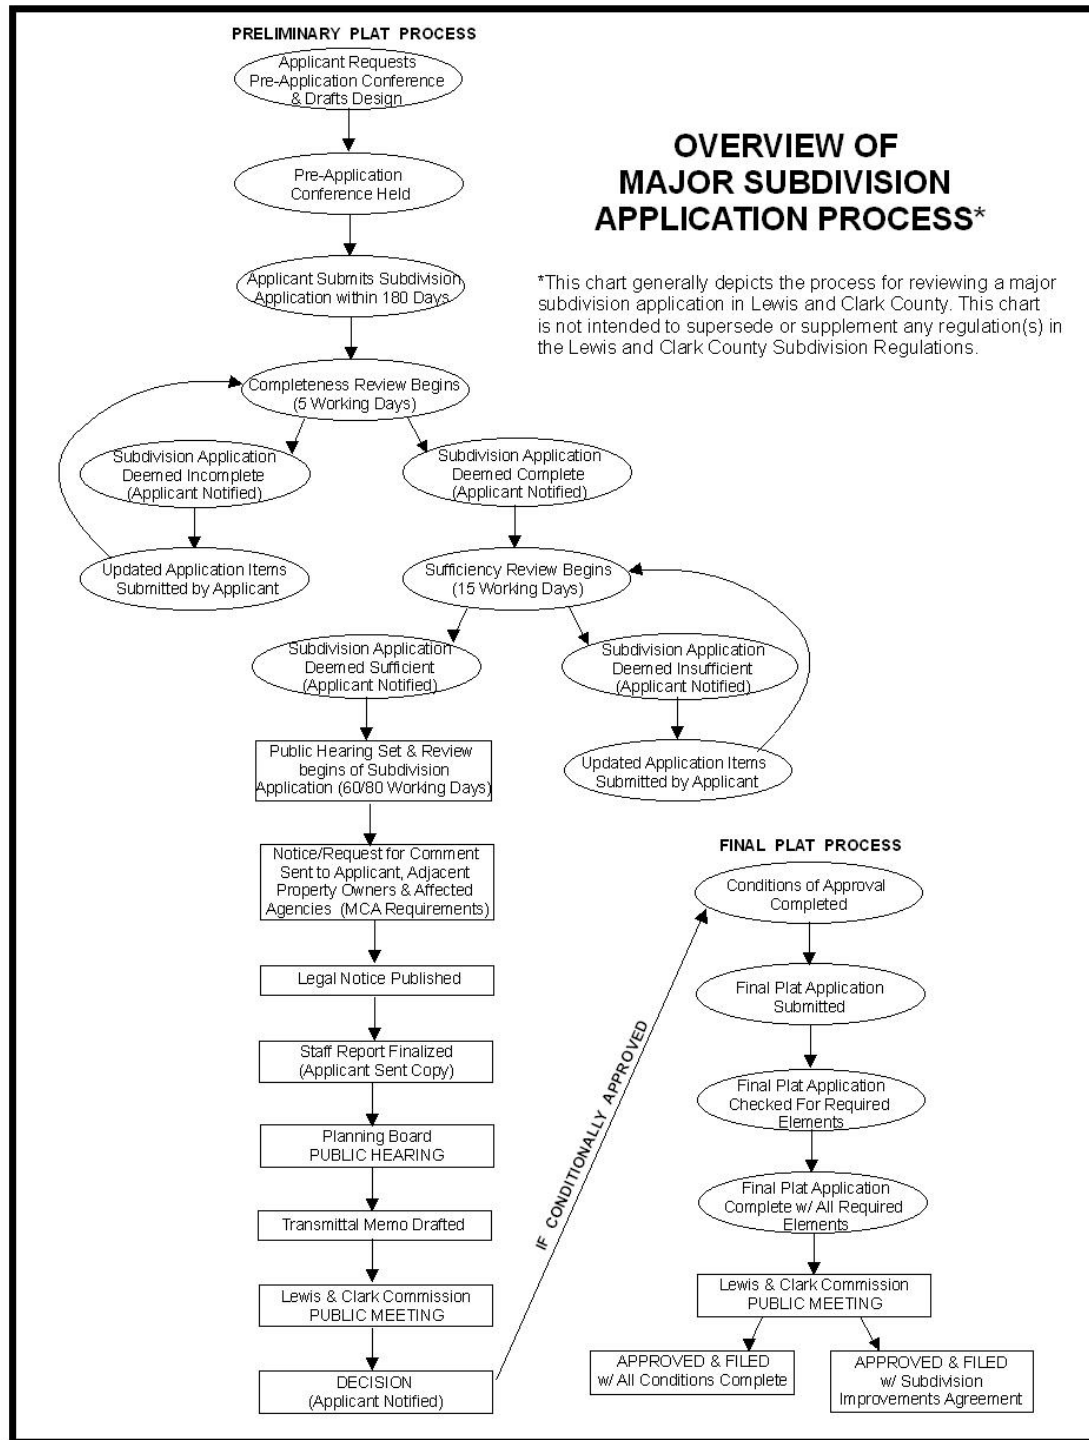 PRELIMINARY PLAT PROCESS
Applicant Requests
Pre-Application Conference
& Drafts Design
Pre-Application
Conference Held
Applicant Submits Subdivision
Application within 180 Days
OVERVIEW OF
MAJOR SUBDIVISION
APPLICATION PROCESS*
*This chart generally depicts the process for reviewing a major
subdivision application in Lewis and Clark County. This chart
is not intended to supersede or supplement any regulation(s) in
the Lewis and Clark County Subdivision Regulations.
Completeness Review Begins
(5 Working Days)
Subdivision Application
Deemed Incomplete
(Applicant Notified)
Subdivision Application
Deemed Complete
(Applicant Notified)
Updated Application Items
Submitted by Applicant
Sufficiency Review Begins
(15 Working Days)
Subdivision Application
Deemed Sufficient
(Applicant Notified)
Subdivision Application
Deemed Insufficient
(Applicant Notified)
Public Hearing Set & Review
begins of Subdivision
Application (60/80 Working Days)
Updated Application Items
Submitted by Applicant
Notice/Request for Comment
Sent to Applicant, Adjacent
Property Owners & Affected
Agencies (MCA Requirements)
Legal Notice Published
Staff Report Finalized
(Applicant Sent Copy)
Planning Board
PUBLIC HEARING
Transmittal Memo Drafted
Lewis & Clark Commission
PUBLIC MEETING
DECISION
(Applicant Notified)
IF CONDITIONALLY APPROVED
FINAL PLAT PROCESS
Conditions of Approval
Completed
Final Plat Application
Submitted
Final Plat Application
Checked For Required
Elements
Final Plat Application
Complete w/ All Required
Elements
Lewis & Clark Commission
PUBLIC MEETING
APPROVED & FILED
w/ All Conditions Complete
APPROVED & FILED
w/ Subdivision
Improvements Agreement